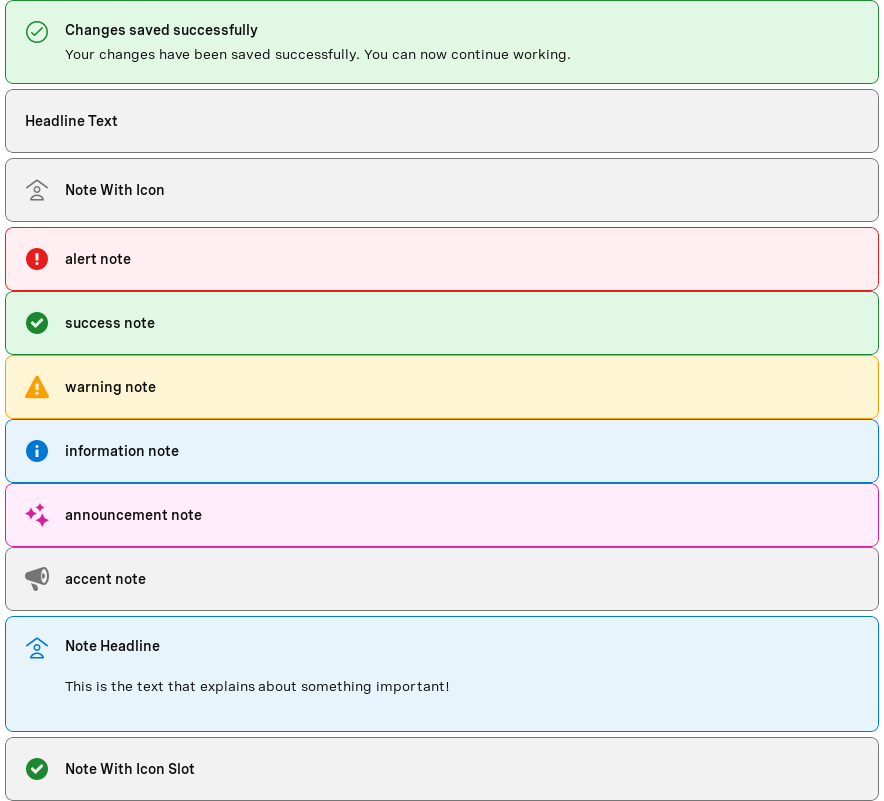 Changes saved successfully
Your changes have been saved successfully. You can now continue working.
Headline Text
Note With Icon
alert note
success note
warning note
information note
announcement note
accent note
Note Headline
This is the text that explains about something important!
Note With Icon Slot